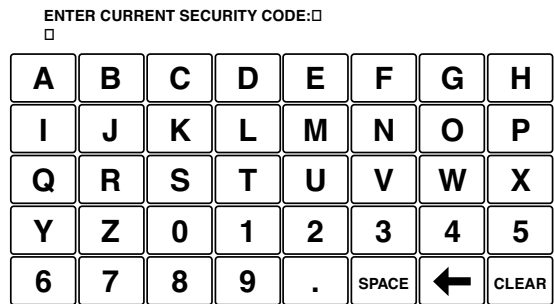 ENTER CURRENT SECURITY CODE:□
□
A B C D E F G H
I J K L M N O P
Q R S T U V W X
Y Z 0 1 2 3 4 5
6 7 8 9 . SPACE ← CLEAR